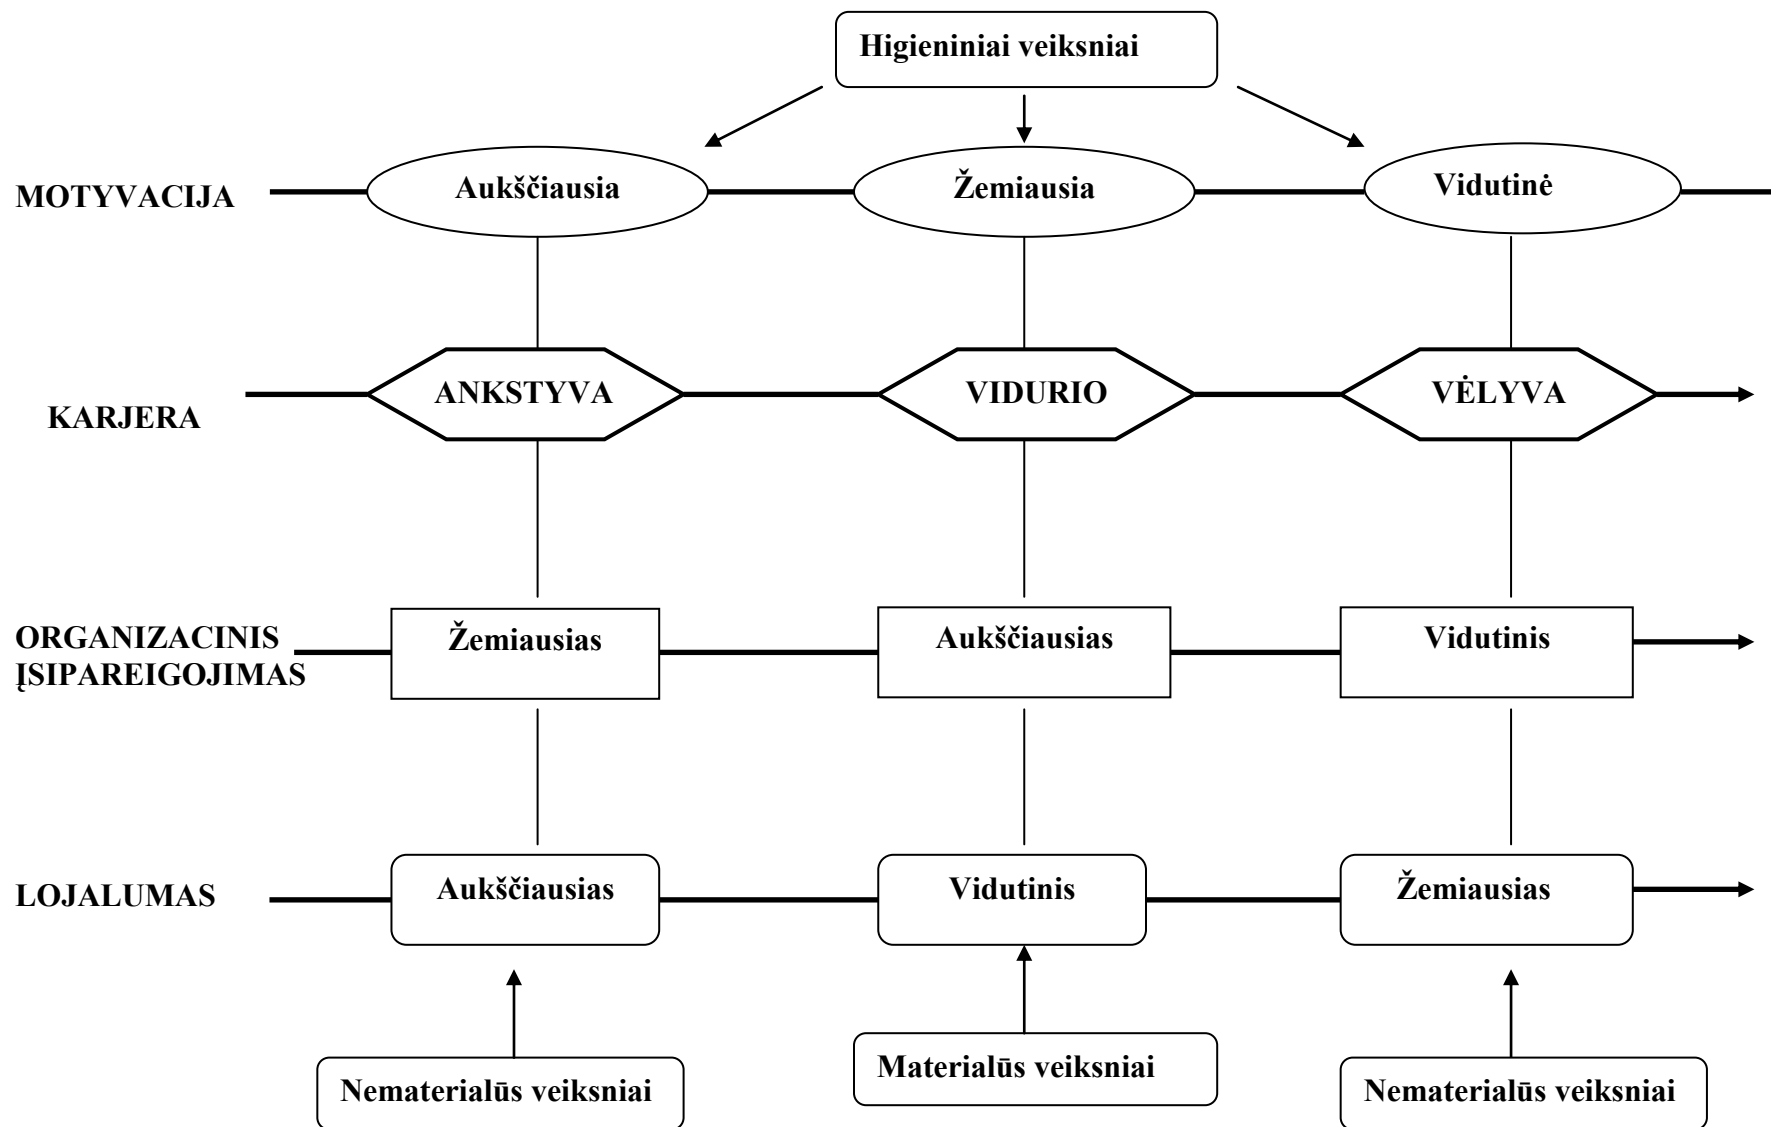 Higieniniai veiksniai
MOTYVACIJA
Aukščiausia
Žemiausia
Vidutinė
KARJERA
ANKSTYVA
VIDURIO
VĖLYVA
ORGANIZACINIS
ĮSIPAREIGOJIMAS
Žemiausias
Aukščiausias
Vidutinis
LOJALUMAS
Aukščiausias
Vidutinis
Žemiausias
Nematerialūs veiksniai
Materialūs veiksniai
Nematerialūs veiksniai